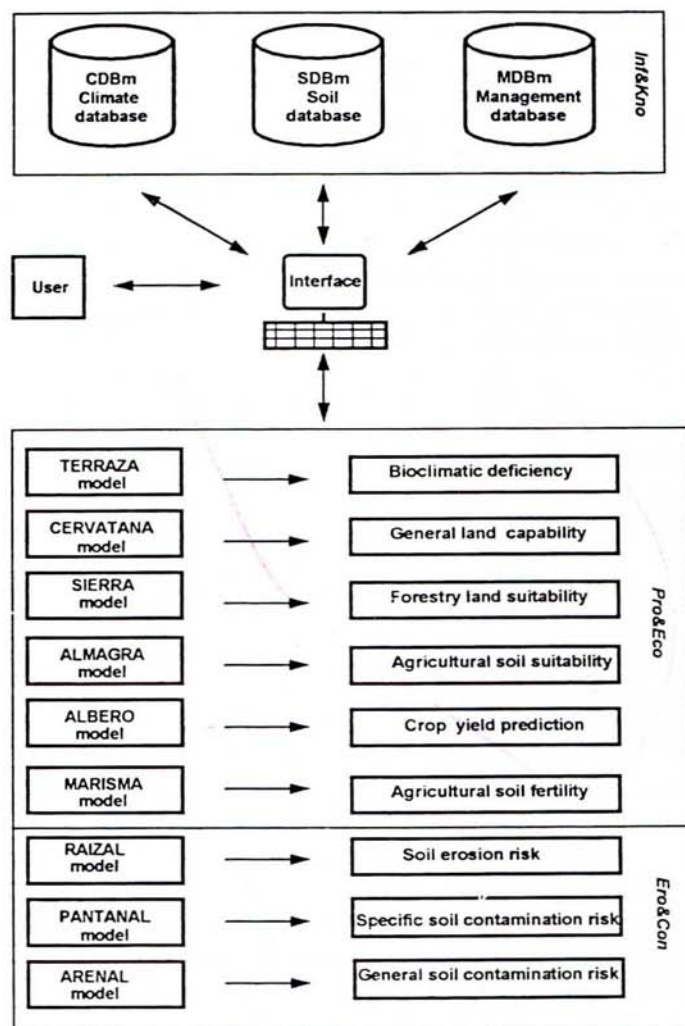 CDBm
Climate
database
SDBm
Soil
database
MDBm
Management
database
Inf&Kno
User
Interface
TERRAZA
model
Bioclimatic deficiency
CERVATANA
model
General land capability
SIERRA
model
Forestry land suitability
ALMAGRA
model
Agricultural soil suitability
ALBERO
model
Crop yield prediction
MARISMA
model
Agricultural soil fertility
Pro&Eco
RAIZAL
model
Soil erosion risk
PANTANAL
model
Specific soil contamination risk
ARENAL
model
General soil contamination risk
Ero&Con